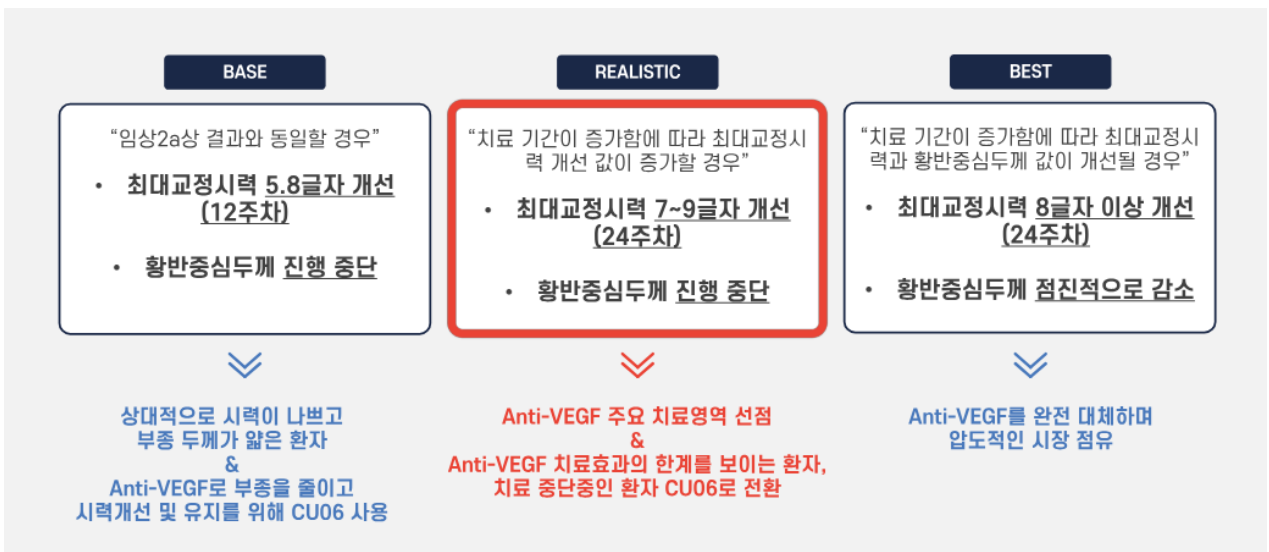 BASE
“임상2a상 결과와 동일할 경우”
• 최대교정시력 5.8글자 개선
(12주차)
• 황반중심두께 진행 중단
상대적으로 시력이 나쁘고
부종 두께가 얇은 환자
&
Anti-VEGF로 부종을 줄이고
시력개선 및 유지를 위해 CU06 사용
REALISTIC
“치료 기간이 증가함에 따라 최대교정시
력 개선 값이 증가할 경우”
• 최대교정시력 7~9글자 개선
(24주차)
• 황반중심두께 진행 중단
Anti-VEGF 주요 치료영역 선점
&
Anti-VEGF 치료효과의 한계를 보이는 환자,
치료 중단중인 환자 CU06로 전환
BEST
“치료 기간이 증가함에 따라 최대교정시
력과 황반중심두께 값이 개선될 경우”
• 최대교정시력 8글자 이상 개선
(24주차)
• 황반중심두께 점진적으로 감소
Anti-VEGF를 완전 대체하며
압도적인 시장 점유